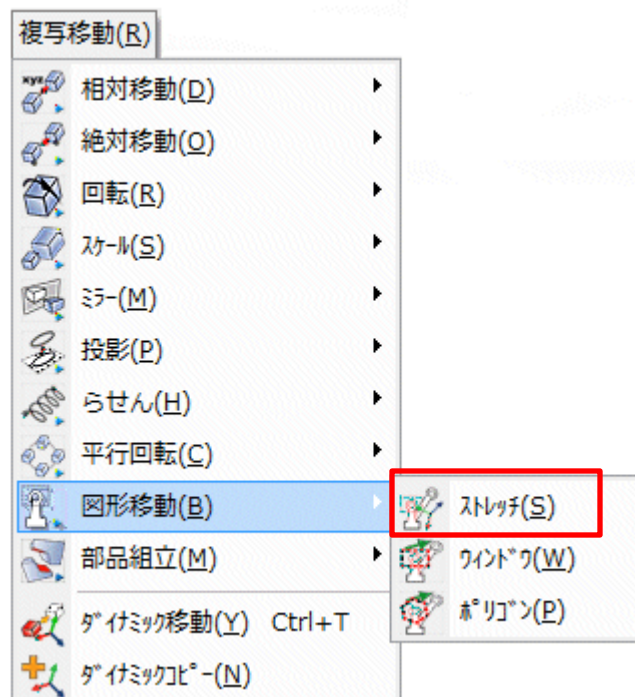 複写移動(R)
相対移動(D)
絶対移動(O)
回転(R)
ｽｹｰﾙ(S)
ﾐﾗｰ(M)
投影(P)
らせん(H)
平行回転(C)
図形移動(B)
ｽﾄﾚｯﾁ(S)
部品組立(M)
ｳｨﾝﾄﾞｳ(W)
ﾎﾟﾘｺﾞﾝ(P)
ﾀﾞｲﾅﾐｯｸ移動(Y) Ctrl+T
ﾀﾞｲﾅﾐｯｸｺﾋﾟｰ(N)